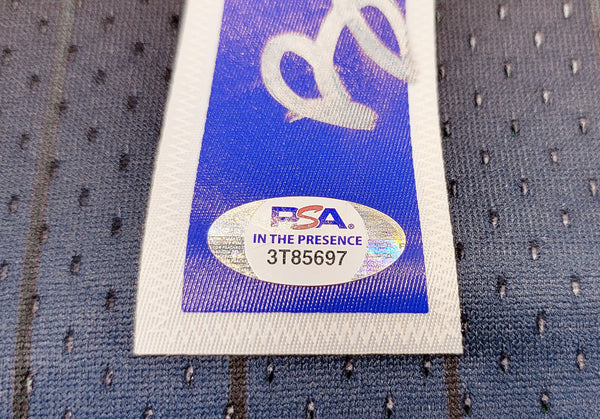 PSA®
IN THE PRESENCE
3T85697